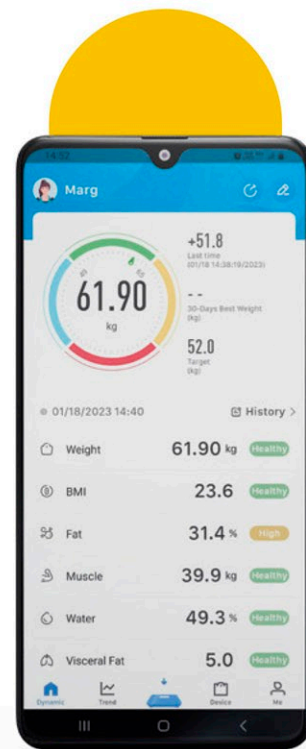 14:52
Marg
+51.8
Last time
(01/18 14:38:19/2023)
61.90
kg
- -
30-Days Best Weight
(kg)
52.0
Target
(kg)
01/18/2023 14:40
History >
Weight 61.90 kg Healthy
BMI 23.6 Healthy
Fat 31.4 % High
Muscle 39.9 kg Healthy
Water 49.3 % Healthy
Visceral Fat 5.0 Healthy
Dynamic Trend Device Me